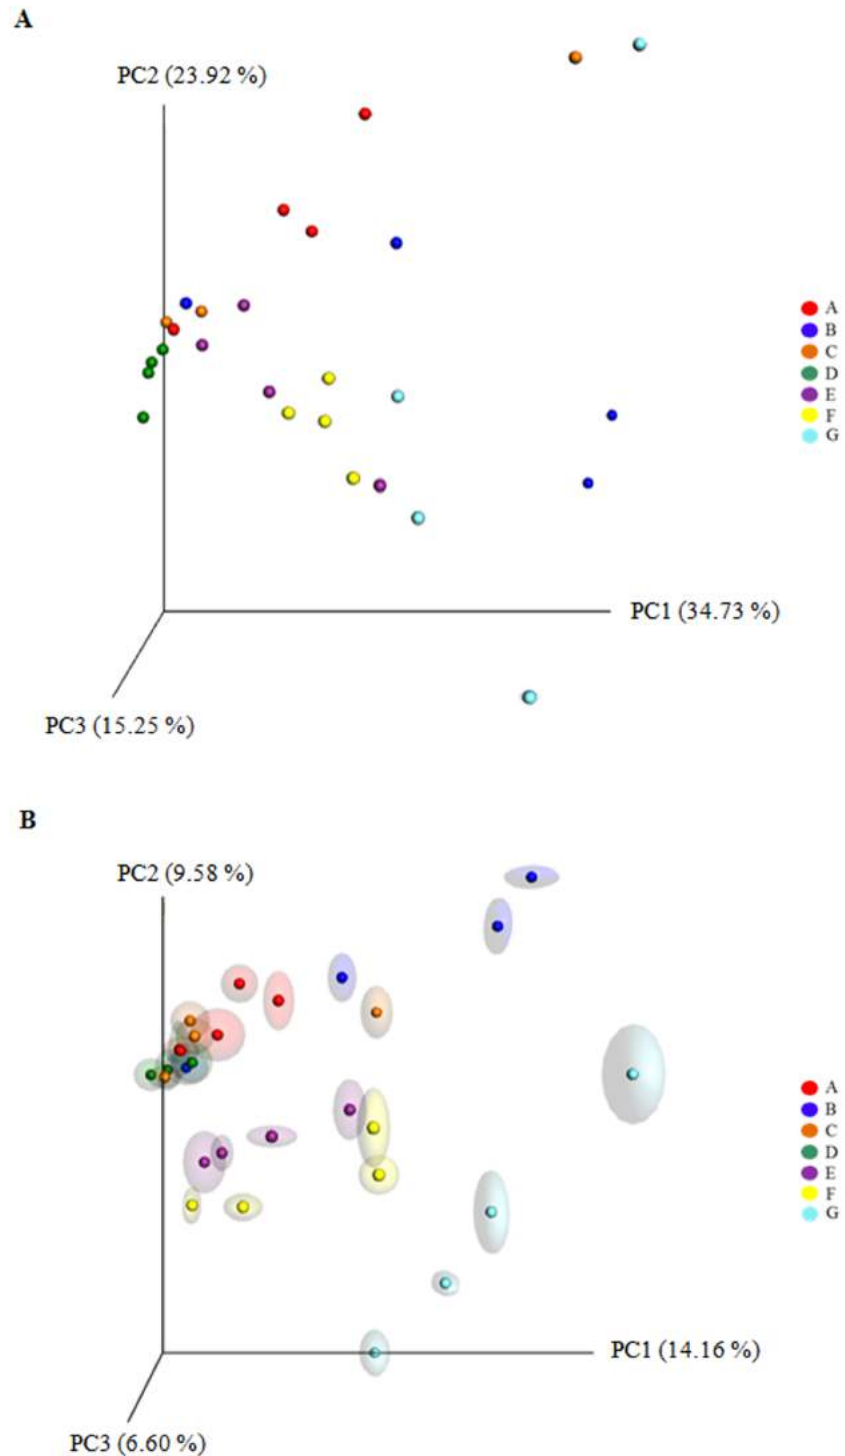 A
PC2 (23.92 %)
A
B
C
D
E
F
G
PC1 (34.73 %)
PC3 (15.25 %)
B
PC2 (9.58 %)
A
B
C
D
E
F
G
PC1 (14.16 %)
PC3 (6.60 %)